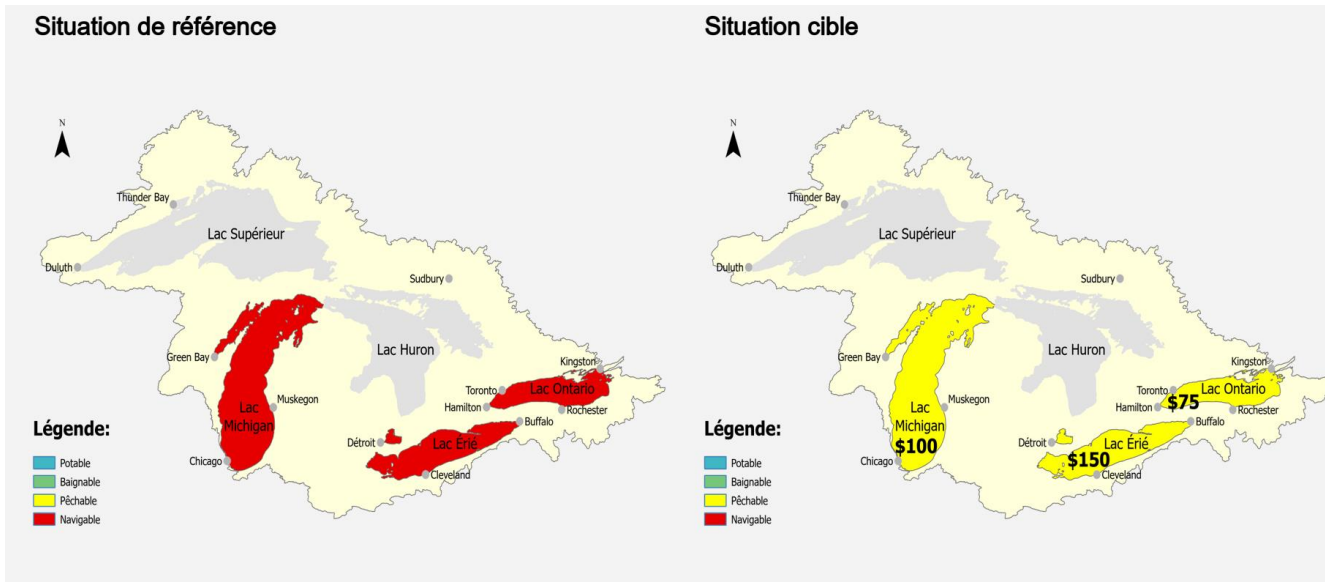 Situation de référence
N
Thunder Bay
Lac Supérieur
Duluth
Sudbury
Green Bay
Lac Huron
Kingston
Toronto
Lac Ontario
Hamilton
Rochester
Muskegon
Lac
Michigan
Buffalo
Détroit
Lac Érié
Chicago
Cleveland
Légende:
Potable
Baignable
Pêchable
Navigable
Situation cible
N
Thunder Bay
Lac Supérieur
Duluth
Sudbury
Green Bay
Lac Huron
Kingston
Toronto
Lac Ontario
Hamilton
$75
Rochester
Muskegon
Lac
Michigan
$100
Buffalo
Détroit
Lac Érié
$150
Chicago
Cleveland
Légende:
Potable
Baignable
Pêchable
Navigable